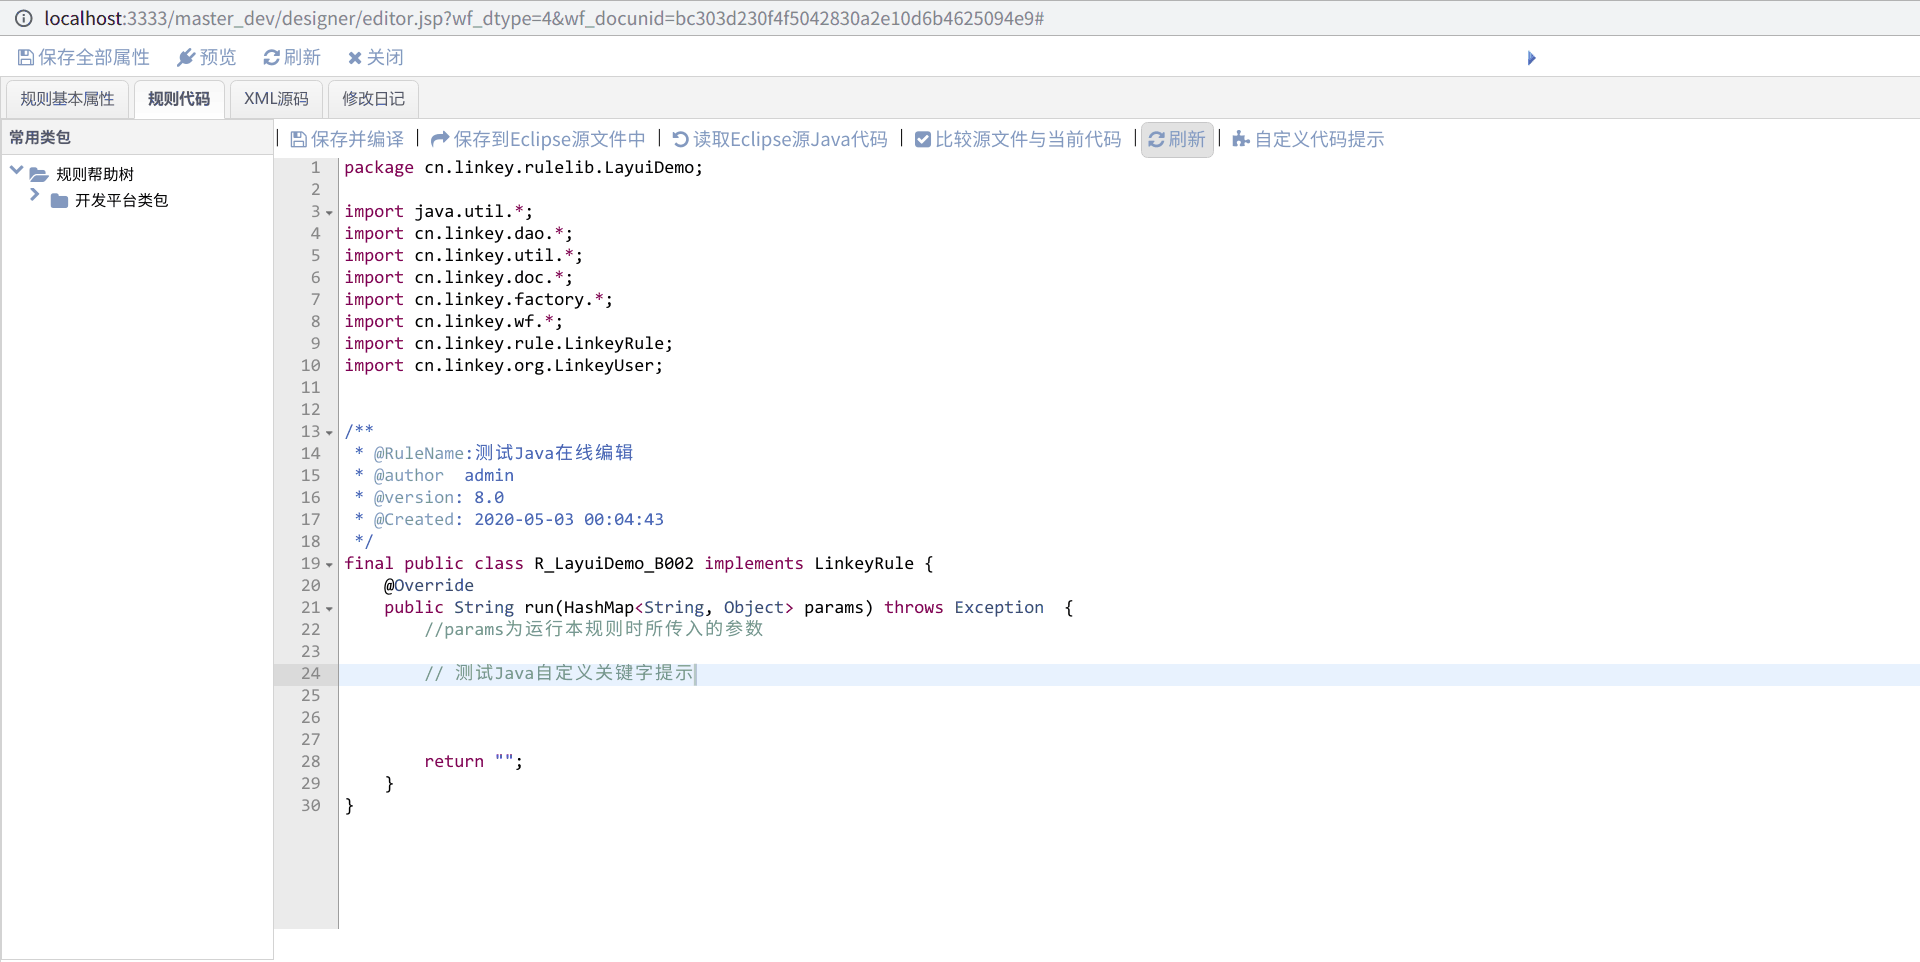 localhost:3333/master_dev/designer/editor.jsp?wf_dtype=4&wf_docunid=bc303d230f4f5042830a2e10d6b4625094e9#
保存全部属性 预览 刷新 关闭
规则基本属性 规则代码 XML源码 修改日记
常用类包
规则帮助树
开发平台类包
| 保存并编译 | 保存到Eclipse源文件中 | 读取Eclipse源Java代码 | 比较源文件与当前代码 | 刷新 | 自定义代码提示
1 package cn.linkey.rulelib.LayuiDemo;
2
3 import java.util.*;
4 import cn.linkey.dao.*;
5 import cn.linkey.util.*;
6 import cn.linkey.doc.*;
7 import cn.linkey.factory.*;
8 import cn.linkey.wf.*;
9 import cn.linkey.rule.LinkeyRule;
10 import cn.linkey.org.LinkeyUser;
11
12
13 /**
14 * @RuleName:测试Java在线编辑
15 * @author  admin
16 * @version: 8.0
17 * @Created: 2020-05-03 00:04:43
18 */
19 final public class R_LayuiDemo_B002 implements LinkeyRule {
20 @Override
21 public String run(HashMap<String, Object> params) throws Exception  {
22 //params为运行本规则时所传入的参数
23
24 // 测试Java自定义关键字提示
25
26
27
28 return "";
29 }
30 }